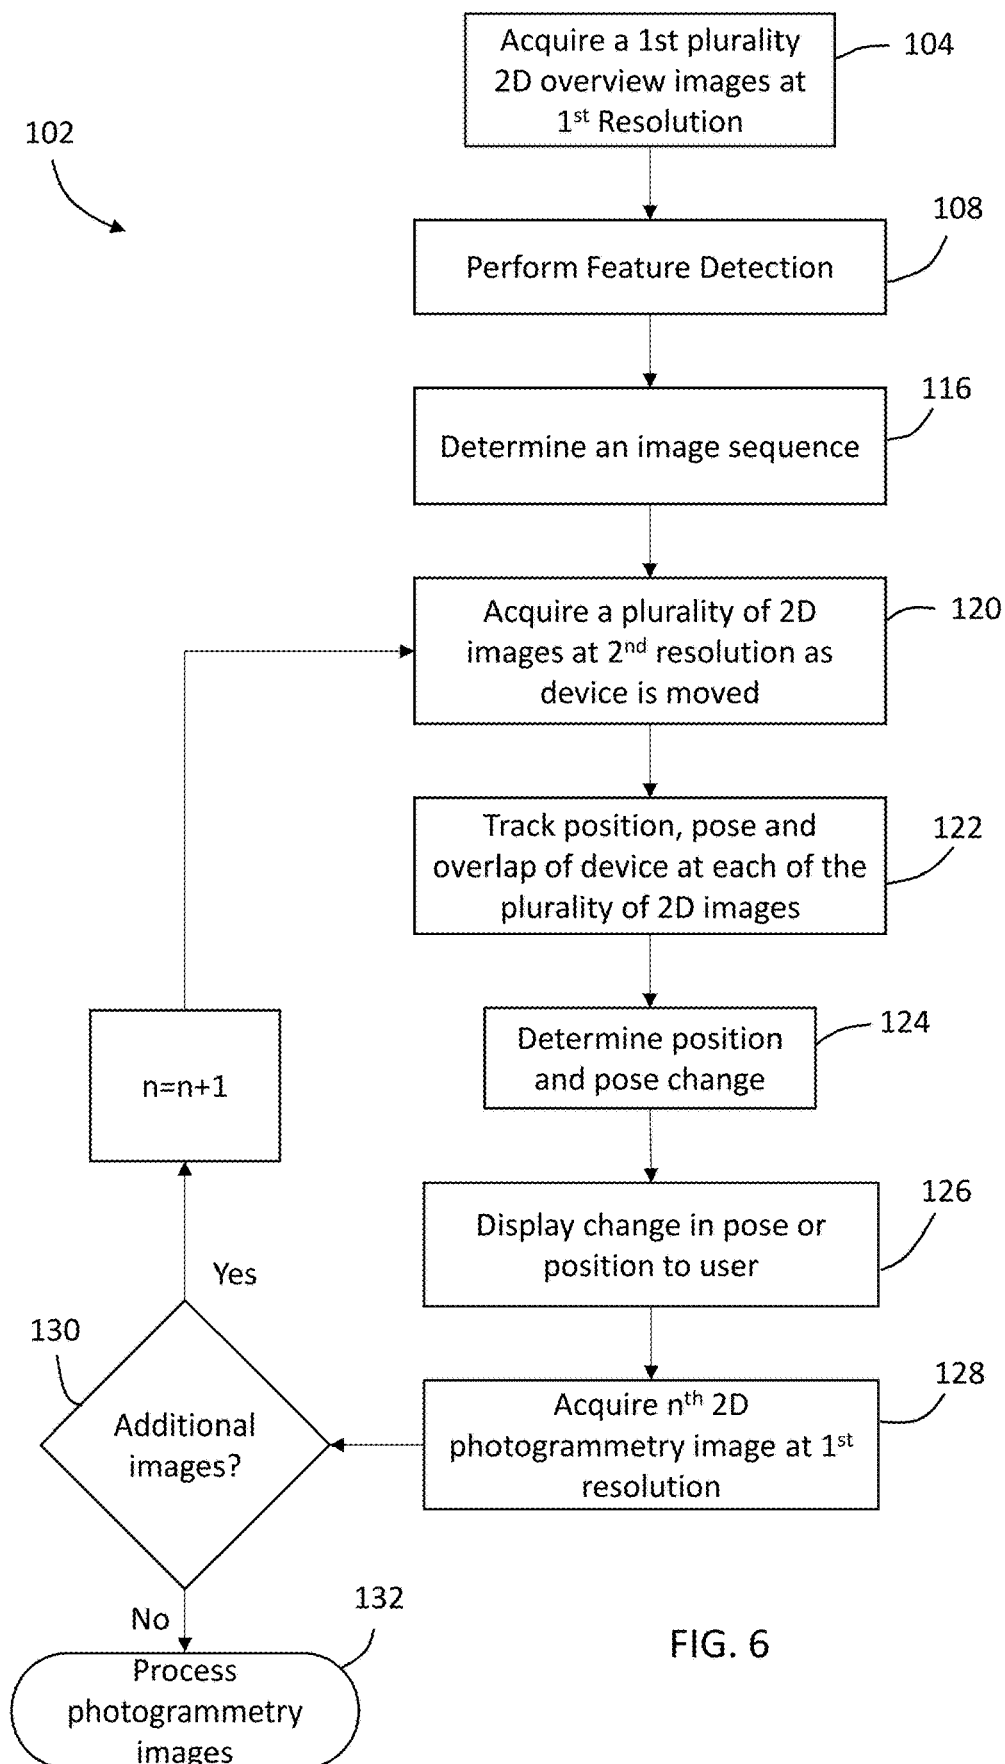 Acquire a 1st plurality
2D overview images at
1st Resolution
104
102
108
Perform Feature Detection
116
Determine an image sequence
Acquire a plurality of 2D
images at 2nd resolution as
device is moved
120
Track position, pose and
overlap of device at each of the
plurality of 2D images
122
124
Determine position
and pose change
n=n+1
126
Display change in pose or
position to user
Yes
130
128
Acquire nth 2D
photogrammetry image at 1st
resolution
Additional
images?
No
132
Process
photogrammetry
images
FIG. 6